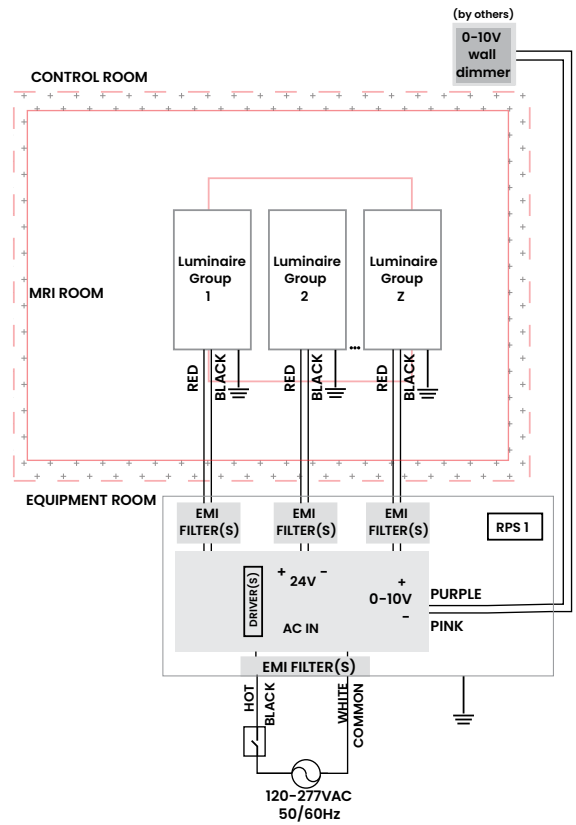 (by others)
0-10V
wall
dimmer
CONTROL ROOM
Luminaire
Group
1
Luminaire
Group
2
Luminaire
Group
Z
MRI ROOM
...
RED
BLACK
RED
BLACK
RED
BLACK
EQUIPMENT ROOM
EMI
FILTER(S)
EMI
FILTER(S)
EMI
FILTER(S)
RPS 1
DRIVER(S)
+ 24V -
AC IN
+
0-10V
-
PURPLE
PINK
EMI FILTER(S)
HOT
BLACK
WHITE
COMMON
120-277VAC
50/60Hz